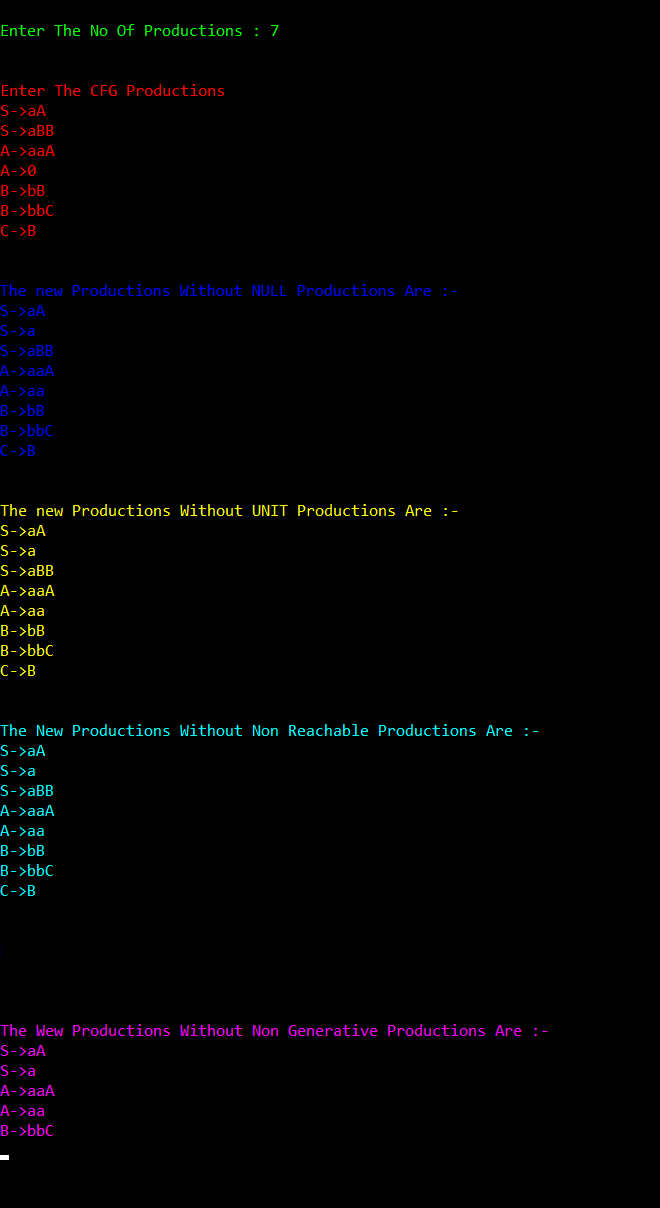 Enter The No Of Productions : 7
Enter The CFG Productions
S->aA
S->aBB
A->aaA
A->0
B->bB
B->bbC
C->B
The new Productions Without NULL Productions Are :-
S->aA
S->a
S->aBB
A->aaA
A->aa
B->bB
B->bbC
C->B
The new Productions Without UNIT Productions Are :-
S->aA
S->a
S->aBB
A->aaA
A->aa
B->bB
B->bbC
C->B
The New Productions Without Non Reachable Productions Are :-
S->aA
S->a
S->aBB
A->aaA
A->aa
B->bB
B->bbC
C->B
The Wew Productions Without Non Generative Productions Are :-
S->aA
S->a
A->aaA
A->aa
B->bbC